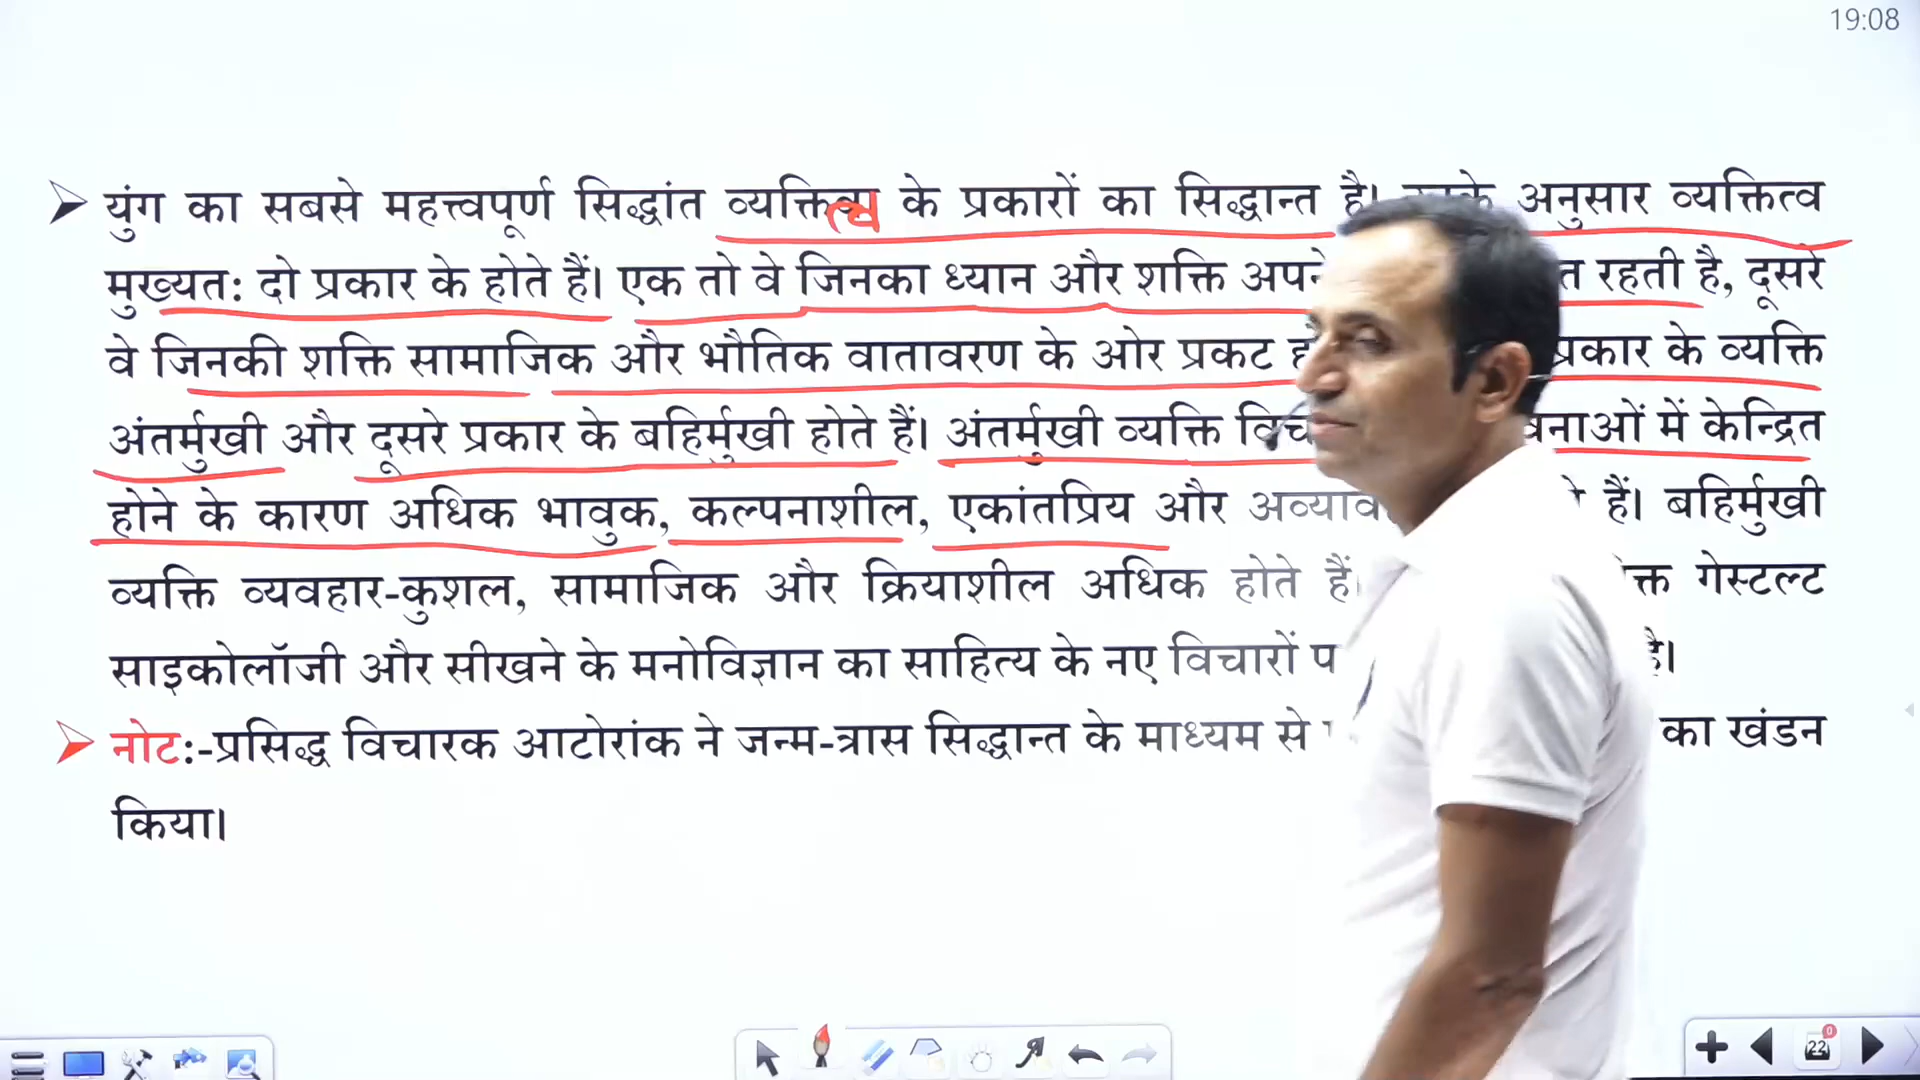 19:08
युंग का सबसे महत्त्वपूर्ण सिद्धांत व्यक्तित्व के प्रकारों का सिद्धान्त है। अनुसार व्यक्तित्व
मुख्यत: दो प्रकार के होते हैं। एक तो वे जिनका ध्यान और शक्ति रहती है, दूसरे
वे जिनकी शक्ति सामाजिक और भौतिक वातावरण के ओर प्रकट प्रकार के व्यक्ति
अंतर्मुखी और दूसरे प्रकार के बहिर्मुखी होते हैं। अंतर्मुखी व्यक्ति में केन्द्रित
होने के कारण अधिक भावुक, कल्पनाशील, एकांतप्रिय और हैं। बहिर्मुखी
व्यक्ति व्यवहार-कुशल, सामाजिक और क्रियाशील अधिक होते हैं। गेस्टल्ट
साइकोलॉजी और सीखने के मनोविज्ञान का साहित्य के नए विचारों है।
नोट:-प्रसिद्ध विचारक आटोरांक ने जन्म-त्रास सिद्धान्त के माध्यम से का खंडन
किया।
22
0